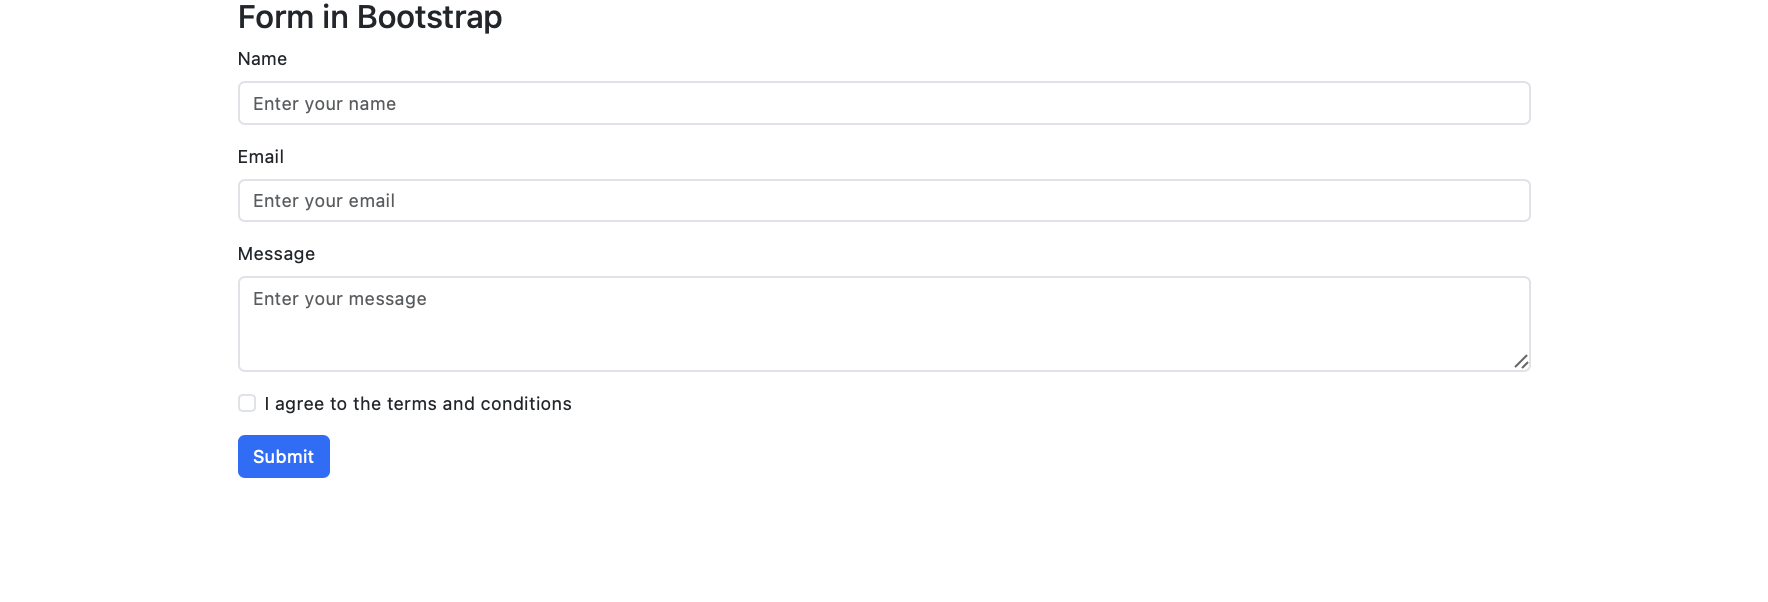 Form in Bootstrap
Name
Enter your name
Email
Enter your email
Message
Enter your message
I agree to the terms and conditions
Submit